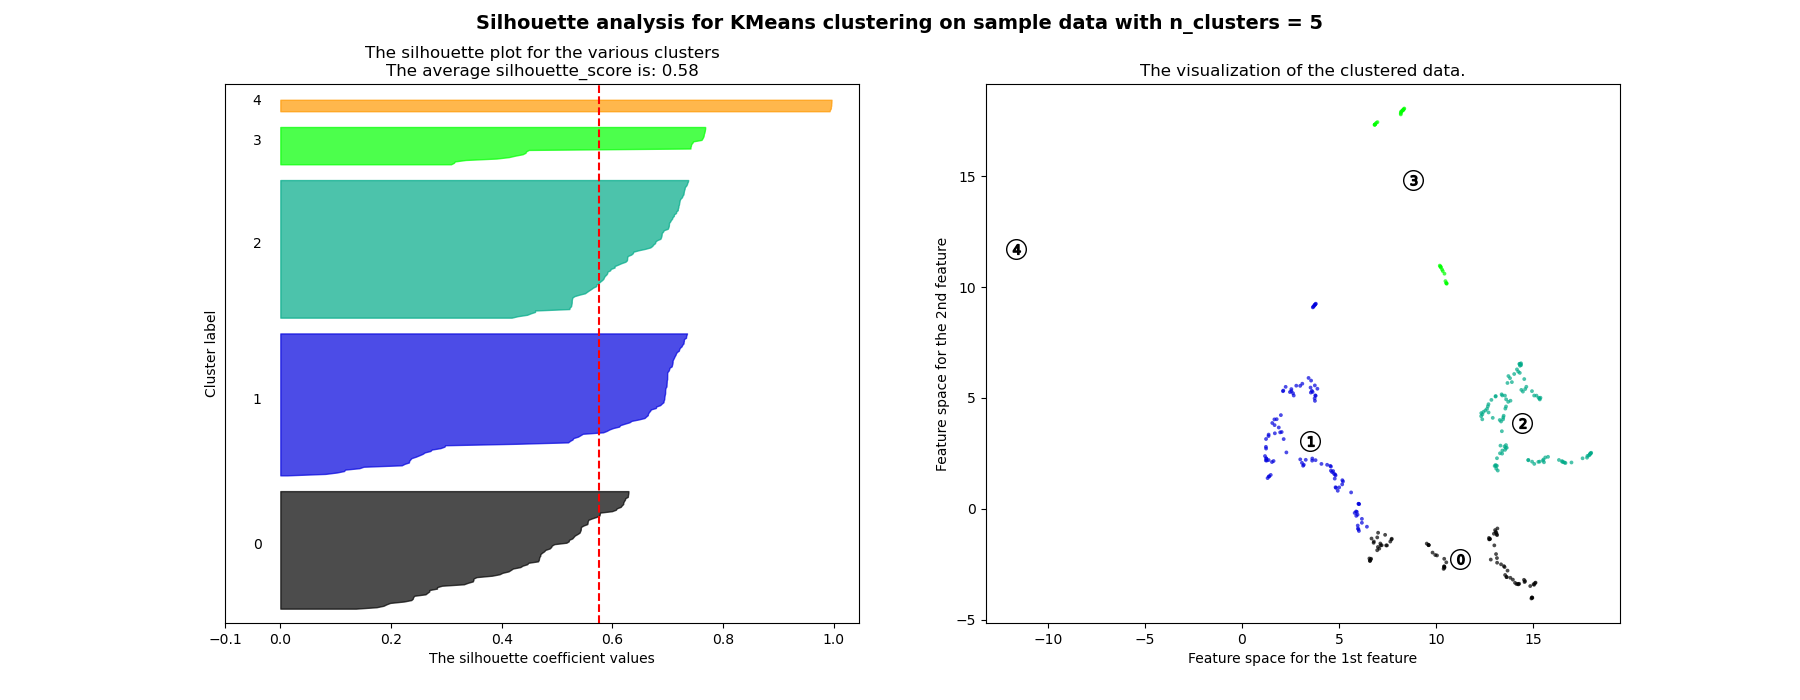 Silhouette analysis for KMeans clustering on sample data with n_clusters = 5
The silhouette plot for the various clusters
The average silhouette_score is: 0.58
4
3
2
1
0
Cluster label
−0.1 0.0 0.2 0.4 0.6 0.8 1.0
The silhouette coefficient values
The visualization of the clustered data.
15
10
5
0
−5
Feature space for the 2nd feature
3
4
2
1
0
−10 −5 0 5 10 15
Feature space for the 1st feature